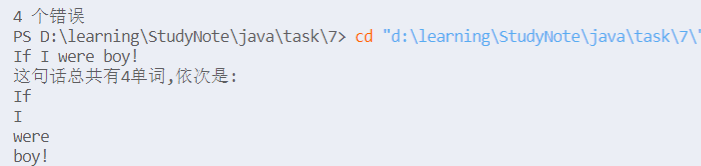 4 个错误
PS D:\learning\StudyNote\java\task\7> cd "d:\learning\StudyNote\java\task\7\"
If I were boy!
这句话总共有4单词,依次是:
If
I
were
boy!